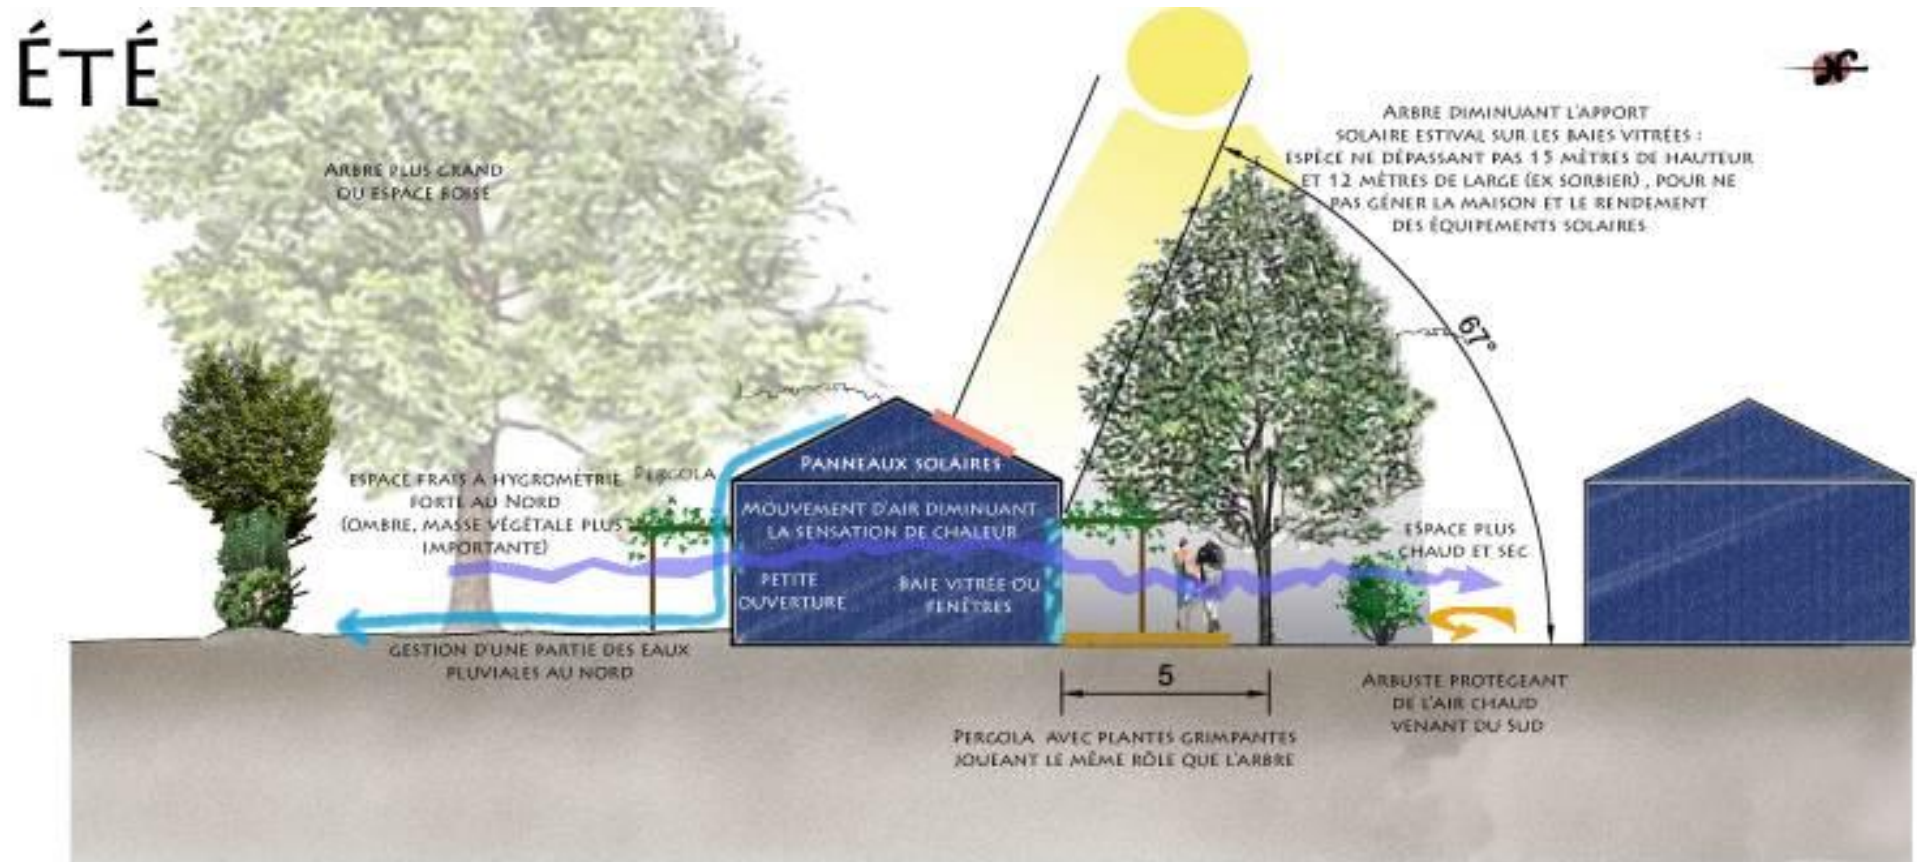 ÉTÉ
ARBRE PLUS GRAND
OU ESPACE BOISÉ
ARBRE DIMINUANT L'APPORT
SOLAIRE ESTIVAL SUR LES BAIES VITRÉES :
ESPÈCE NE DÉPASSANT PAS 15 MÈTRES DE HAUTEUR
ET 12 MÈTRES DE LARGE (EX SORBIER) , POUR NE
PAS GÉNER LA MAISON ET LE RENDEMENT
DES ÉQUIPEMENTS SOLAIRES
67°
ESPACE FRAIS À HYGROMÉTRIE
FORTE AU NORD
(OMBRE, MASSE VÉGÉTALE PLUS
IMPORTANTE)
PERGOLA
PANNEAUX SOLAIRES
MOUVEMENT D'AIR DIMINUANT
LA SENSATION DE CHALEUR
PETITE
OUVERTURE
BAIE VITRÉE OU
FENÊTRES
ESPACE PLUS
CHAUD ET SEC
GESTION D'UNE PARTIE DES EAUX
PLUVIALES AU NORD
5
PERGOLA AVEC PLANTES GRIMPANTES
JOUEANT LE MÊME RÔLE QUE L'ARBRE
ARBUSTE PROTÉGEANT
DE L'AIR CHAUD
VENANT DU SUD